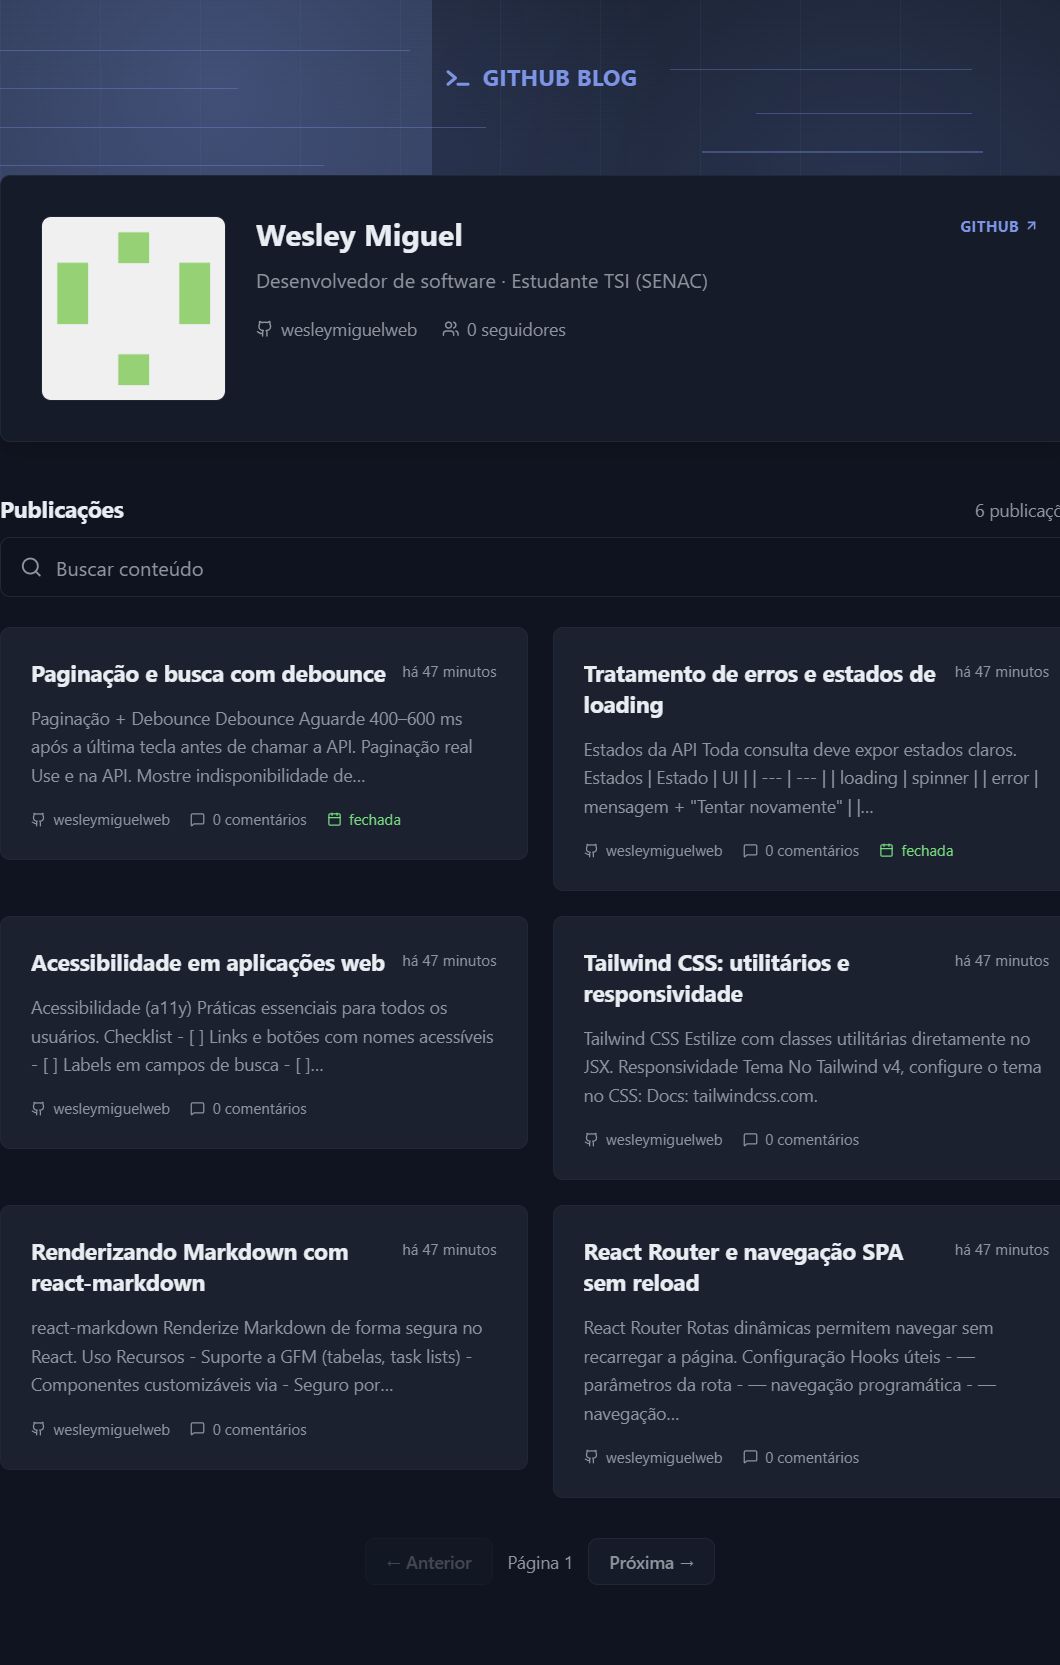 GITHUB BLOG
Wesley Miguel
GITHUB
Desenvolvedor de software · Estudante TSI (SENAC)
wesleymiguelweb 0 seguidores
Publicações
6 publicaçõ
Buscar conteúdo
Paginação e busca com debounce
há 47 minutos
Paginação + Debounce Debounce Aguarde 400–600 ms
após a última tecla antes de chamar a API. Paginação real
Use e na API. Mostre indisponibilidade de...
wesleymiguelweb 0 comentários fechada
Tratamento de erros e estados de
loading
há 47 minutos
Estados da API Toda consulta deve expor estados claros.
Estados | Estado | UI | | --- | --- | | loading | spinner | | error |
mensagem + "Tentar novamente" | |...
wesleymiguelweb 0 comentários fechada
Acessibilidade em aplicações web
há 47 minutos
Acessibilidade (a11y) Práticas essenciais para todos os
usuários. Checklist - [ ] Links e botões com nomes acessíveis
- [ ] Labels em campos de busca - [ ]...
wesleymiguelweb 0 comentários
Tailwind CSS: utilitários e
responsividade
há 47 minutos
Tailwind CSS Estilize com classes utilitárias diretamente no
JSX. Responsividade Tema No Tailwind v4, configure o tema
no CSS: Docs: tailwindcss.com.
wesleymiguelweb 0 comentários
Renderizando Markdown com
react-markdown
há 47 minutos
react-markdown Renderize Markdown de forma segura no
React. Uso Recursos - Suporte a GFM (tabelas, task lists) -
Componentes customizáveis via - Seguro por...
wesleymiguelweb 0 comentários
React Router e navegação SPA
sem reload
há 47 minutos
React Router Rotas dinâmicas permitem navegar sem
recarregar a página. Configuração Hooks úteis - —
parâmetros da rota - — navegação programática - —
navegação...
wesleymiguelweb 0 comentários
← Anterior Página 1 Próxima →